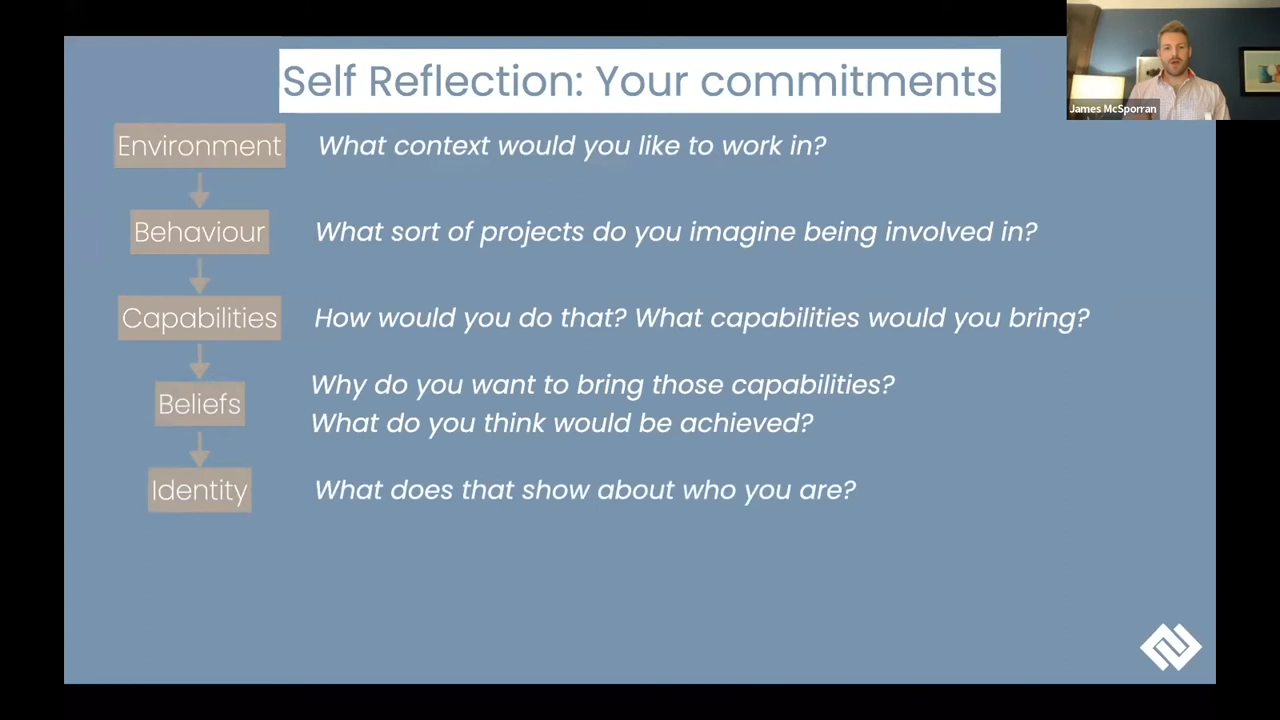 Self Reflection: Your commitments
James McSporran
Environment
What context would you like to work in?
Behaviour
What sort of projects do you imagine being involved in?
Capabilities
How would you do that? What capabilities would you bring?
Beliefs
Why do you want to bring those capabilities?
What do you think would be achieved?
Identity
What does that show about who you are?